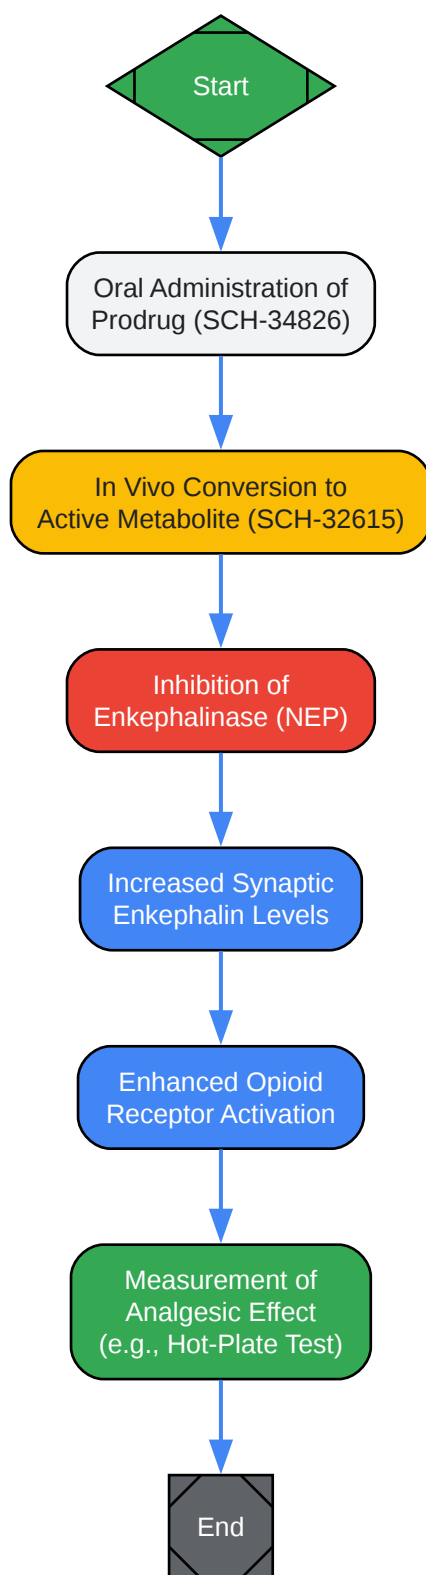 Start
Oral Administration of
Prodrug (SCH-34826)
In Vivo Conversion to
Active Metabolite (SCH-32615)
Inhibition of
Enkephalinase (NEP)
Increased Synaptic
Enkephalin Levels
Enhanced Opioid
Receptor Activation
Measurement of
Analgesic Effect
(e.g., Hot-Plate Test)
End